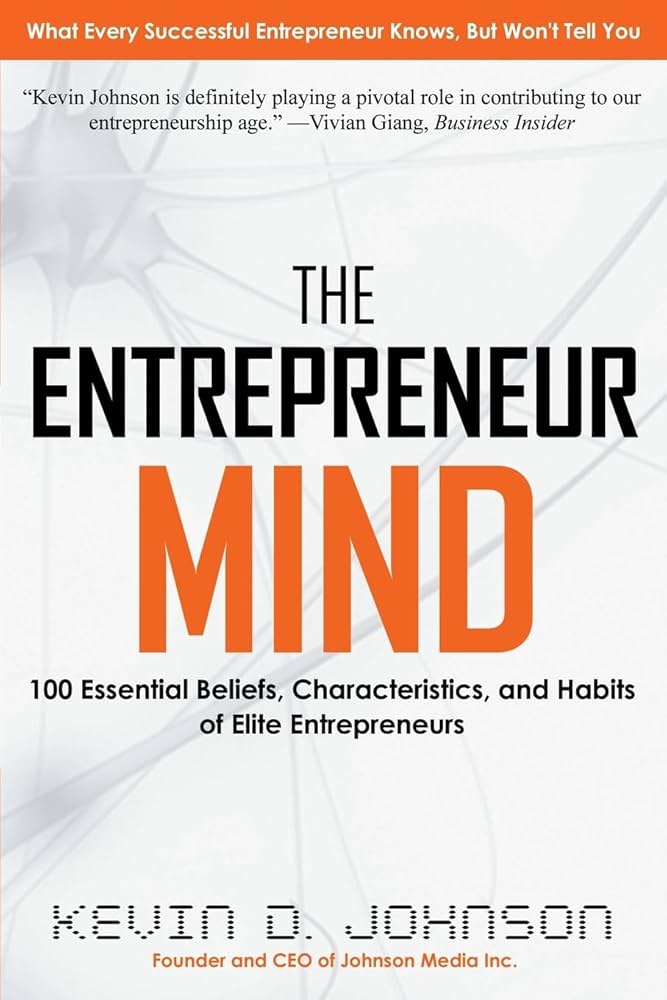 What Every Successful Entrepreneur Knows, But Won't Tell You
“Kevin Johnson is definitely playing a pivotal role in contributing to our
entrepreneurship age.” —Vivian Giang, Business Insider
THE
ENTREPRENEUR
MIND
100 Essential Beliefs, Characteristics, and Habits
of Elite Entrepreneurs
KEVIN D. JOHNSON
Founder and CEO of Johnson Media Inc.